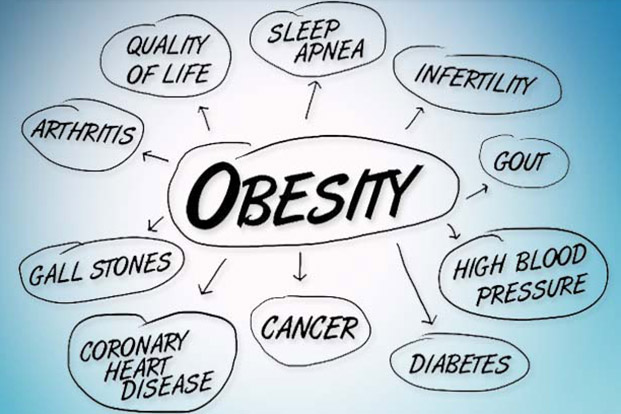 QUALITY
OF LIFE
SLEEP
APNEA
INFERTILITY
ARTHRITIS
GOUT
OBESITY
GALL STONES
HIGH BLOOD
PRESSURE
CORONARY
HEART
DISEASE
CANCER
DIABETES